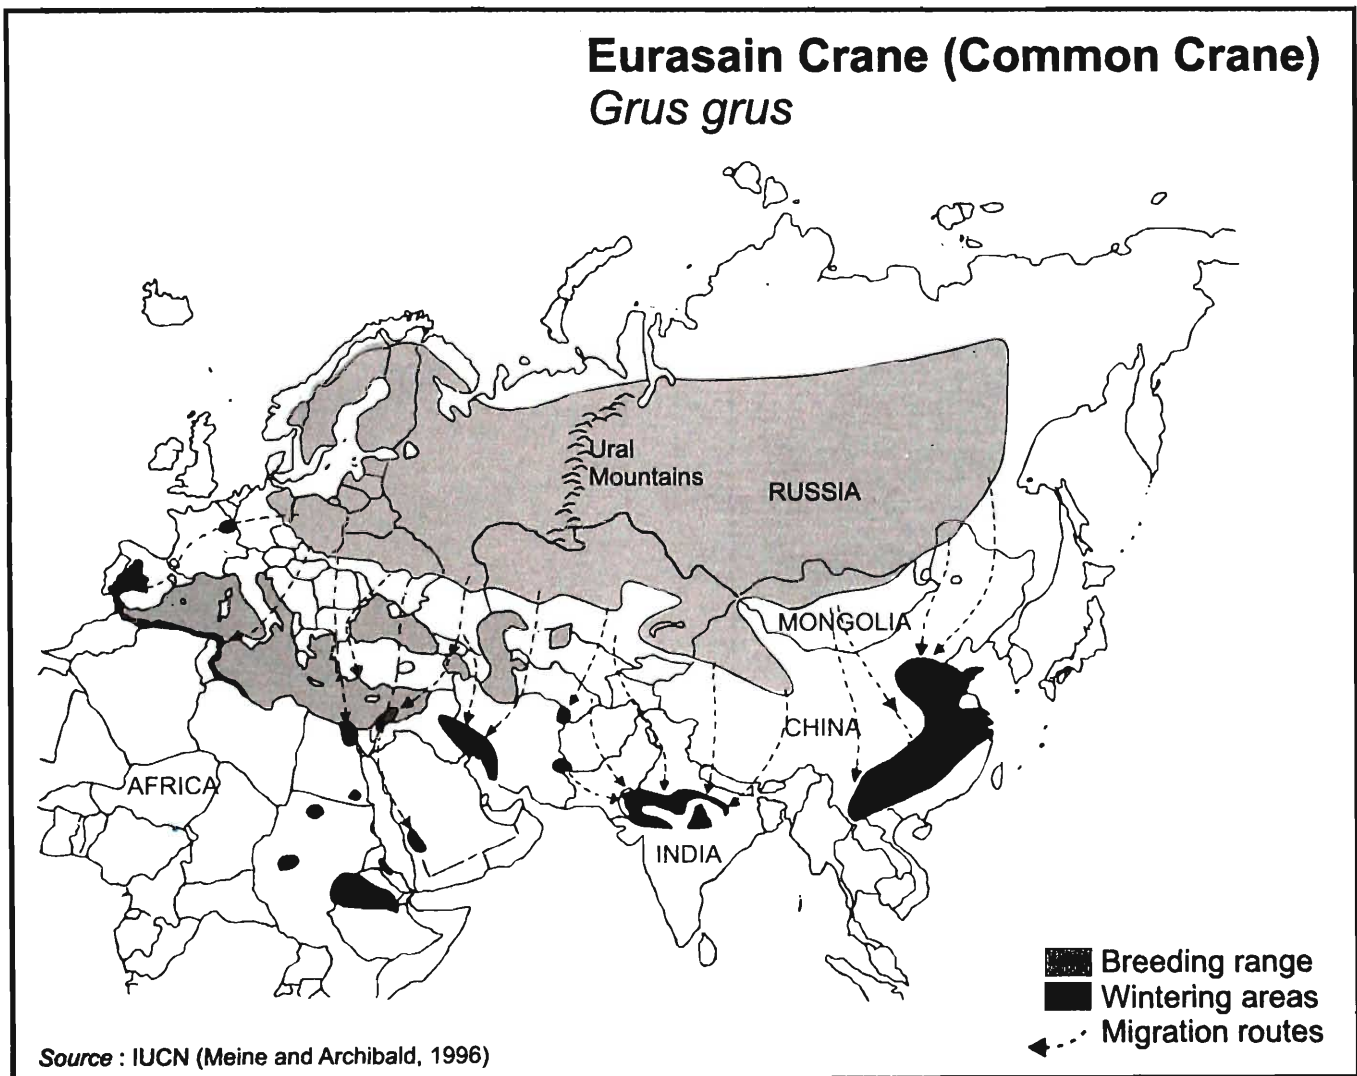 Eurasain Crane (Common Crane)
Grus grus
Ural
Mountains
RUSSIA
MONGOLIA
CHINA
AFRICA
INDIA
Breeding range
Wintering areas
Migration routes
Source : IUCN (Meine and Archibald, 1996)